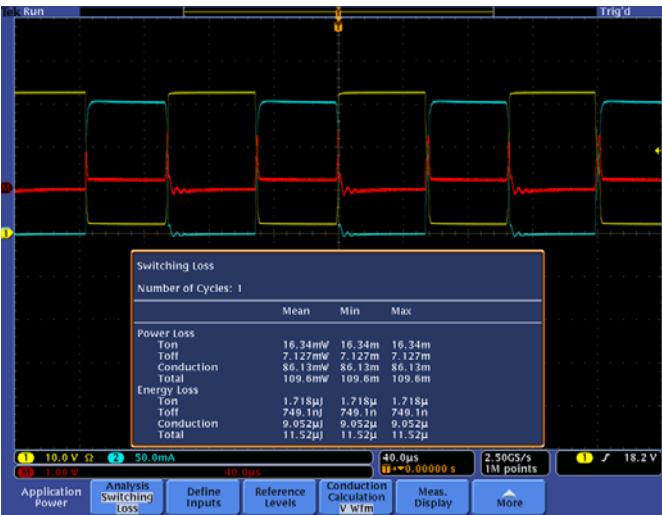 Tek Run Trig'd
T
M
1
Switching Loss
Number of Cycles: 1
Mean Min Max
Power Loss
Ton 16.34mW 16.34m 16.34m
Toff 7.127mW 7.127m 7.127m
Conduction 86.13mW 86.13m 86.13m
Total 109.6mW 109.6m 109.6m
Energy Loss
Ton 1.718µJ 1.718µ 1.718µ
Toff 749.1nJ 749.1n 749.1n
Conduction 9.052µJ 9.052µ 9.052µ
Total 11.52µJ 11.52µ 11.52µ
1 10.0 V Ω 2 50.0mA 40.0µs 2.50GS/s 1 18.2 V
M 1.00 W 40.0µs T 0.00000 s 1M points
Application Analysis Define Reference Conduction Meas. More
Power Switching Inputs Levels Calculation Display
Loss V Wfm